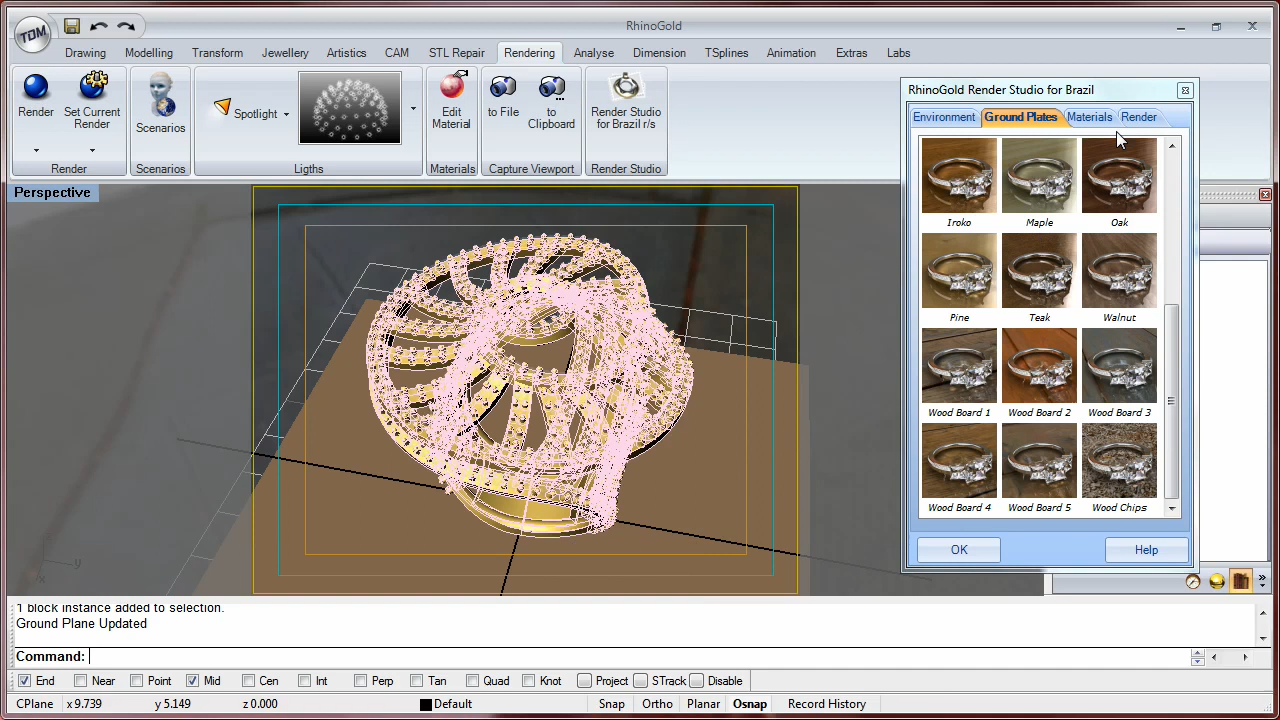 TDM
RhinoGold
Drawing Modelling Transform Jewellery Artistics CAM STL Repair Rendering Analyse Dimension TSplines Animation Extras Labs
Render
Set Current
Render
Scenarios
Spotlight
Edit
Material
to File
to
Clipboard
Render Studio
for Brazil r/s
Render Scenarios Ligths Materials Capture Viewport Render Studio
RhinoGold Render Studio for Brazil
Environment Ground Plates Materials Render
Iroko Maple Oak
Pine Teak Walnut
Wood Board 1 Wood Board 2 Wood Board 3
Wood Board 4 Wood Board 5 Wood Chips
OK Help
Perspective
y
x
1 block instance added to selection.
Ground Plane Updated
Command:
End Near Point Mid Cen Int Perp Tan Quad Knot Project STrack Disable
CPlane x 9.739 y 5.149 z 0.000 Default Snap Ortho Planar Osnap Record History